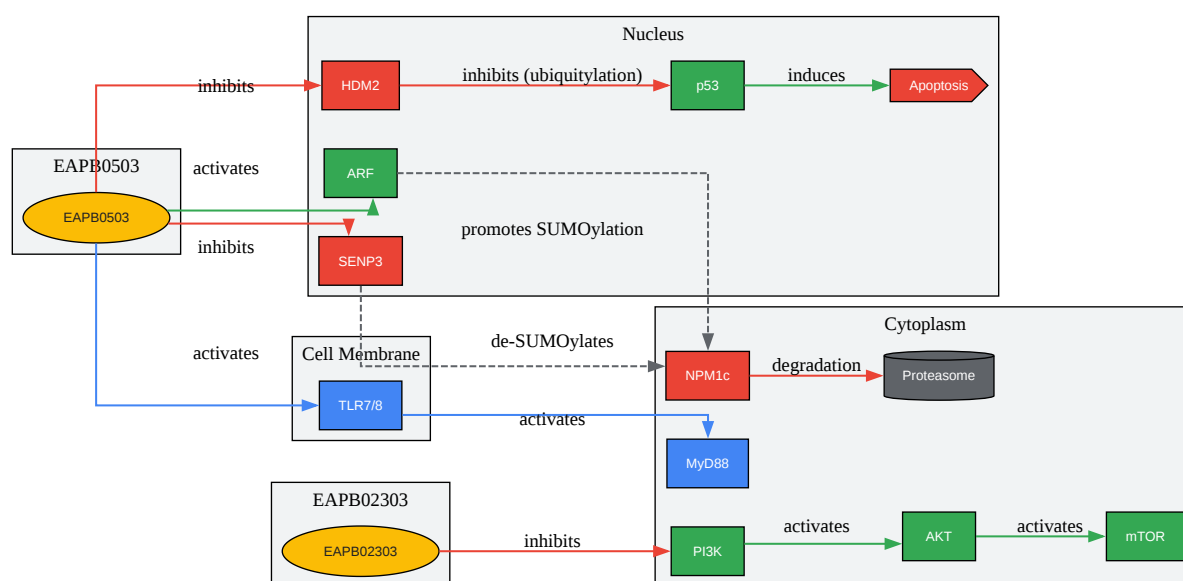 Nucleus
inhibits
HDM2
inhibits (ubiquitylation)
p53
induces
Apoptosis
EAPB0503
activates
ARF
EAPB0503
promotes SUMOylation
inhibits
SENP3
Cytoplasm
activates
Cell Membrane
de-SUMOylates
NPM1c
degradation
Proteasome
TLR7/8
activates
MyD88
EAPB02303
EAPB02303
inhibits
PI3K
activates
AKT
activates
mTOR